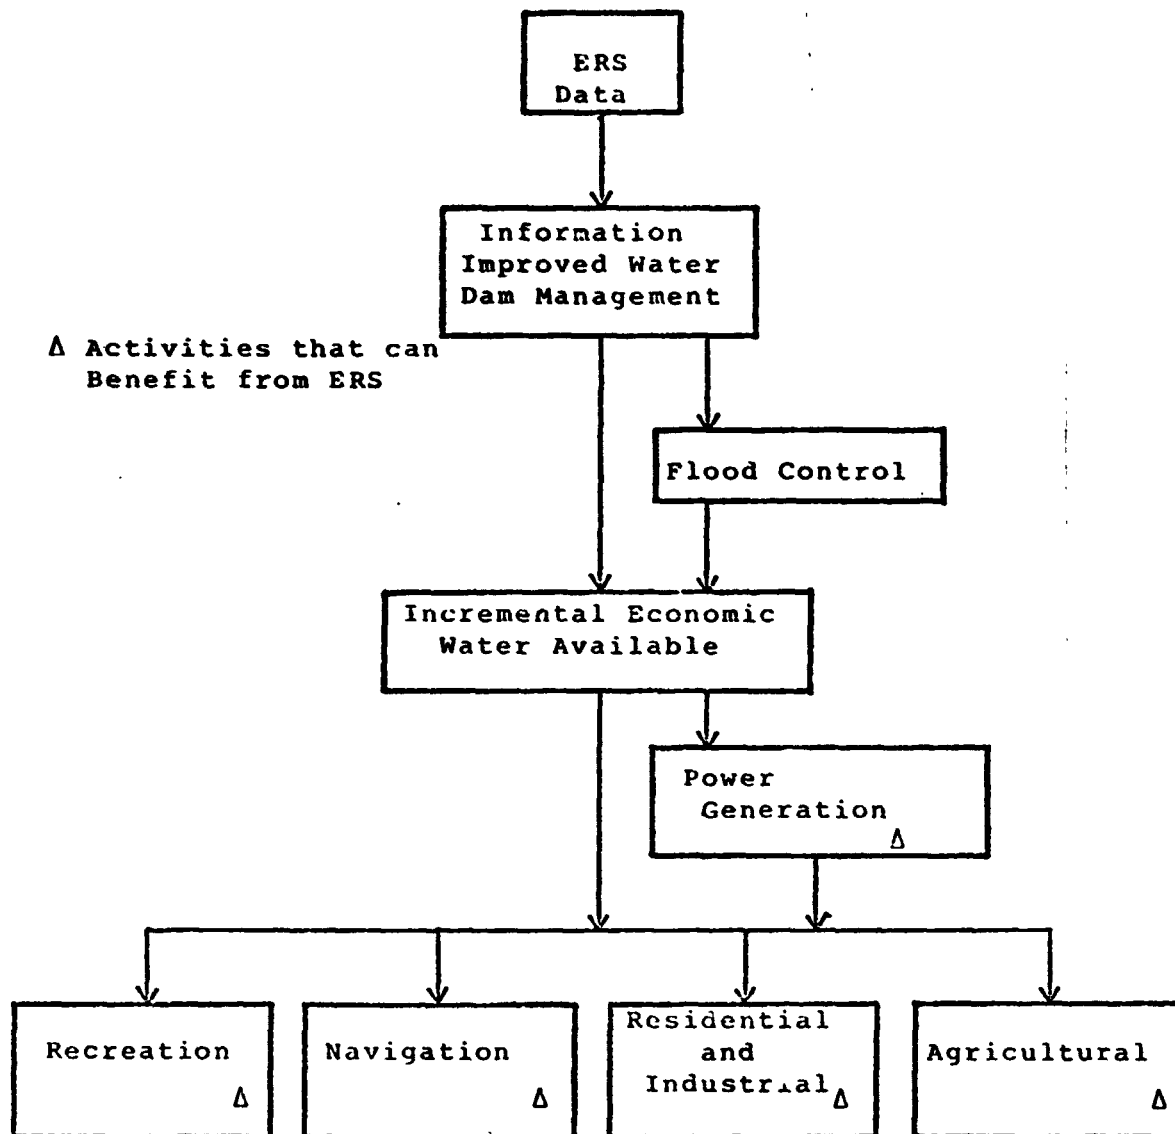 ERS
Data
Information
Improved Water
Dam Management
Δ Activities that can
Benefit from ERS
Flood Control
Incremental Economic
Water Available
Power
Generation
Δ
Recreation
Δ
Navigation
Δ
Residential
and
Industrial
Δ
Agricultural
Δ